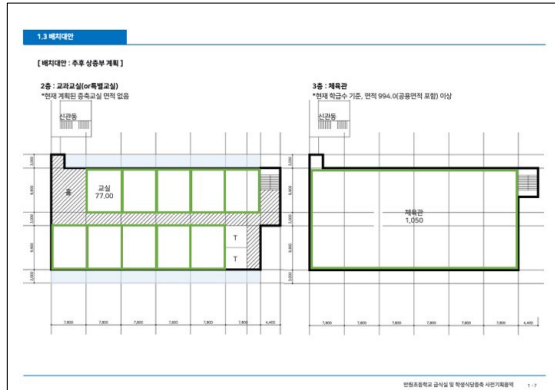 1.3 배치대안
[ 배치대안 : 추후 상층부 계획 ]
2층 : 교과교실(or특별교실)
*현재 계획된 증축교실 면적 없음
3층 : 체육관
*현재 학급수 기준, 면적 994.0(공용면적 포함) 이상
신관동
신관동
홀
교실
77.00
T
T
체육관
1,050
7,800 7,800 7,800 7,800 7,800 7,800 4,400
7,800 7,800 7,800 7,800 7,800 7,800 4,400
반원초등학교 급식실 및 학생식당증축 사전기획용역